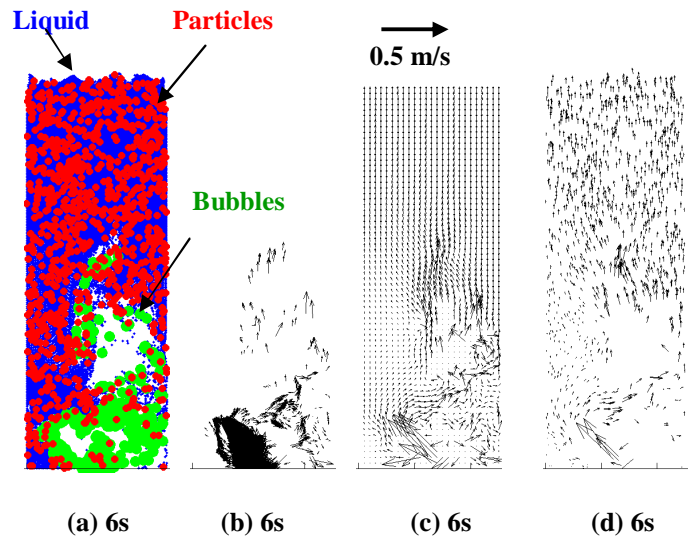 Liquid
Particles
0.5 m/s
Bubbles
(a) 6s
(b) 6s
(c) 6s
(d) 6s